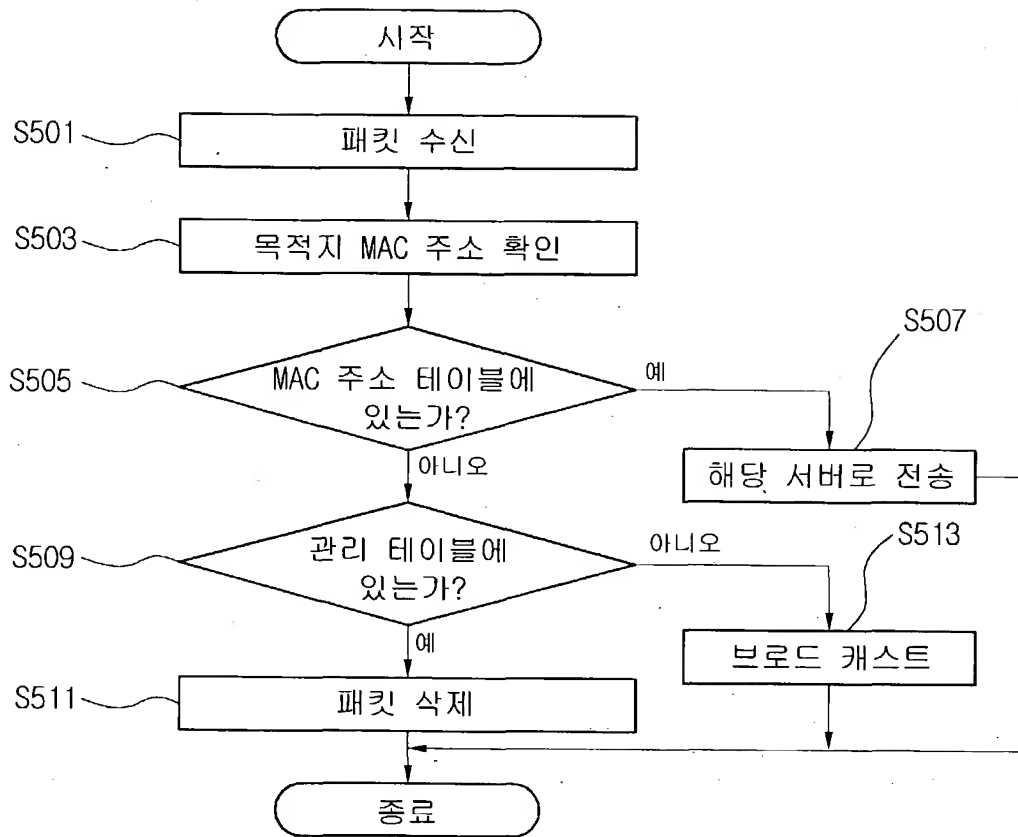 시작
S501
패킷 수신
S503
목적지 MAC 주소 확인
S507
S505
MAC 주소 테이블에
있는가?
예
아니오
해당 서버로 전송
S509
관리 테이블에
있는가?
아니오
S513
예
브로드 캐스트
S511
패킷 삭제
종료